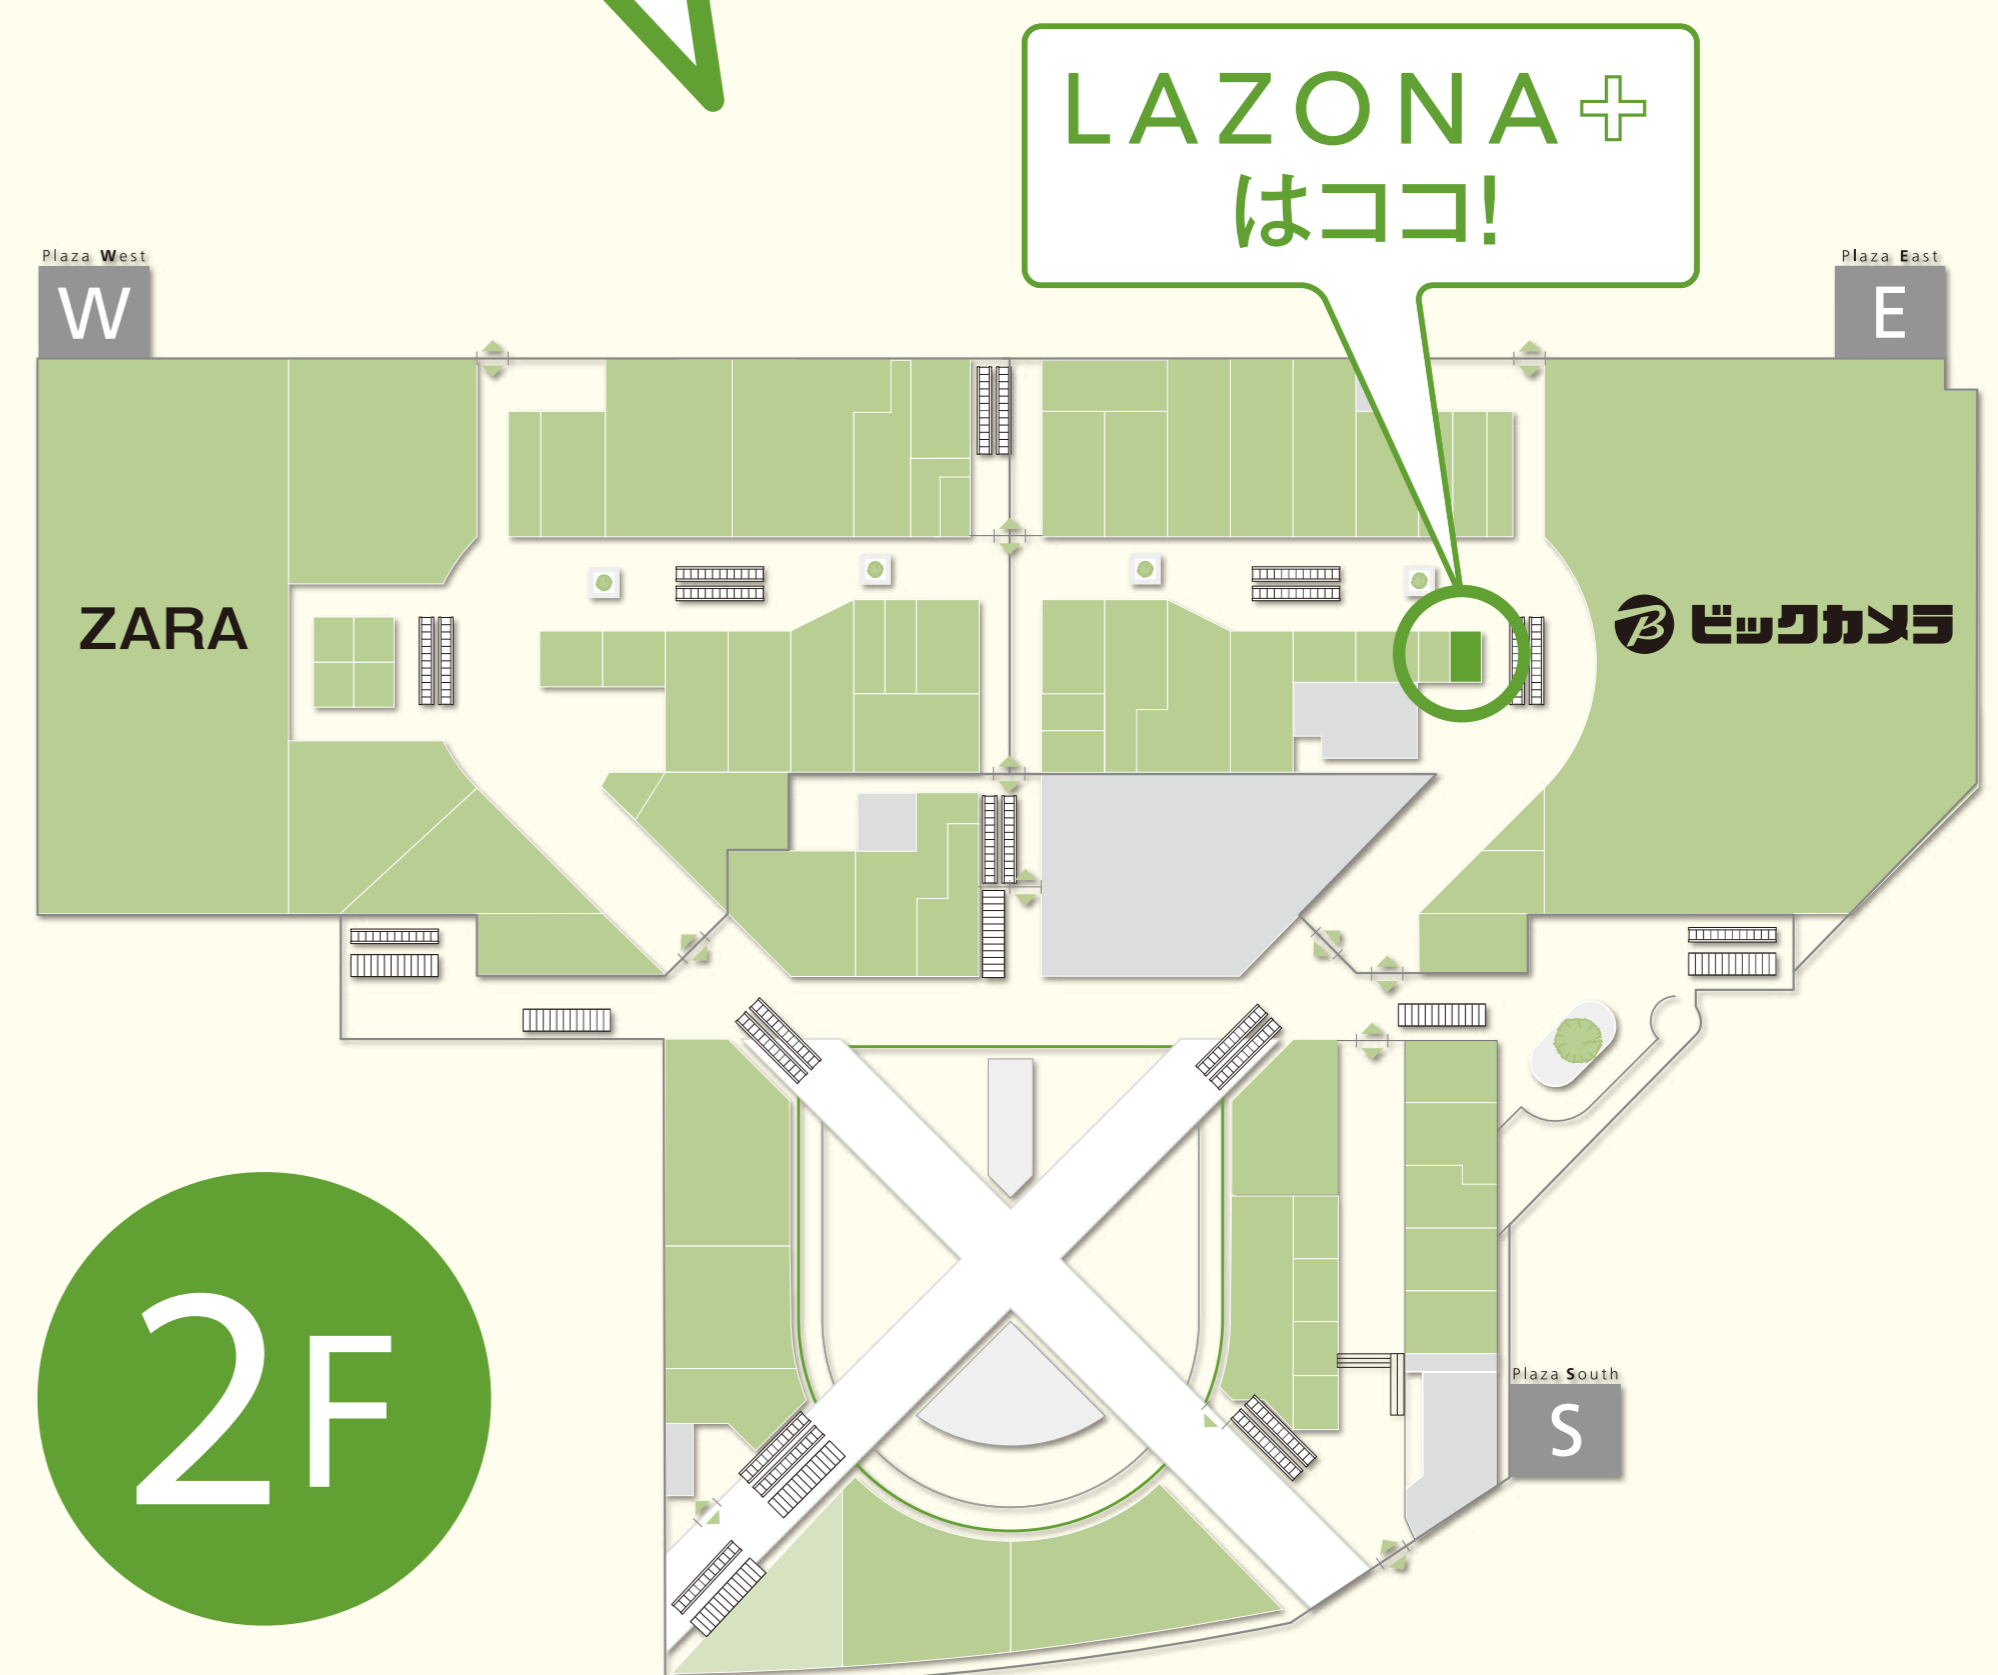 LAZONA+
はココ!
Plaza West
W
Plaza East
E
ZARA
B ビックカメラ
2F
Plaza South
S